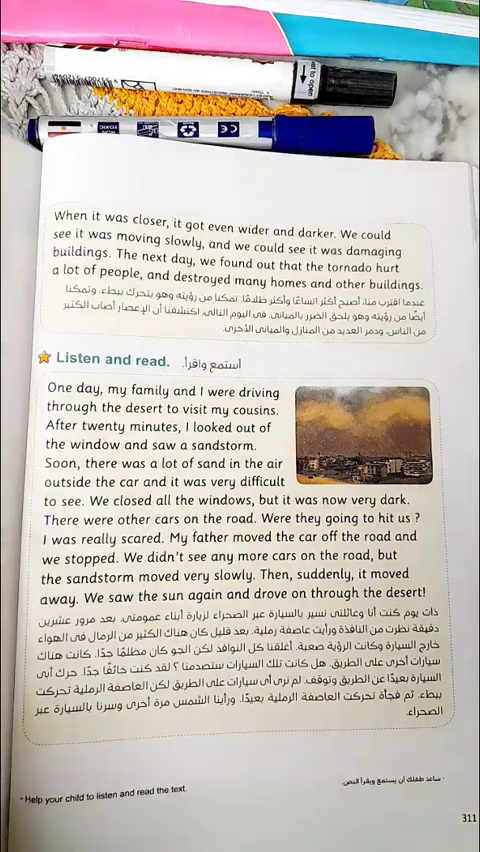 When it was closer, it got even wider and darker. We could
see it was moving slowly, and we could see it was damaging
buildings. The next day, we found out that the tornado hurt
a lot of people, and destroyed many homes and other buildings.
عندما اقترب منا، أصبح أكثر اتساعًا وأكثر ظلامًا. تمكنا من رؤيته وهو يتحرك ببطء. وتمكنا
أيضًا من رؤيته وهو يلحق الضرر بالمباني. في اليوم التالي، اكتشفنا أن الإعصار أصاب الكثير
من الناس، ودمر العديد من المنازل والمباني الأخرى.
Listen and read. أستمع واقرأ.
One day, my family and I were driving
through the desert to visit my cousins.
After twenty minutes, I looked out of
the window and saw a sandstorm.
Soon, there was a lot of sand in the air
outside the car and it was very difficult
to see. We closed all the windows, but it was now very dark.
There were other cars on the road. Were they going to hit us ?
I was really scared. My father moved the car off the road and
we stopped. We didn't see any more cars on the road, but
the sandstorm moved very slowly. Then, suddenly, it moved
away. We saw the sun again and drove on through the desert!
ذات يوم كنت أنا وعائلتي نسير بالسيارة عبر الصحراء لزيارة أبناء عمومتي. بعد مرور عشرين
دقيقة نظرت من النافذة ورأيت عاصفة رملية. بعد قليل كان هناك الكثير من الرمال في الهواء
خارج السيارة وكانت الرؤية صعبة. أغلقنا كل النوافذ لكن الجو كان مظلمًا جدًا. كانت هناك
سيارات أخرى على الطريق. هل كانت تلك السيارات ستصدمنا ؟ لقد كنت خائفًا جدًا. حرك أبي
السيارة بعيدًا عن الطريق وتوقف. لم نرى أي سيارات على الطريق لكن العاصفة الرملية تحركت
ببطء. ثم فجأة تحركت العاصفة الرملية بعيدًا. ورأينا الشمس مرة أخرى وسرنا بالسيارة عبر
الصحراء.
* Help your child to listen and read the text.
* ساعد طفلك أن يستمع ويقرأ النص.
311